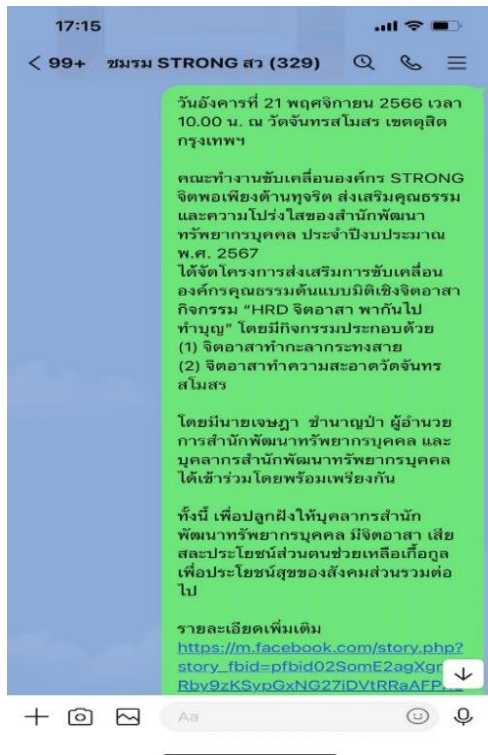 17:15
99+ ชมรม STRONG สว (329)
วันอังคารที่ 21 พฤศจิกายน 2566 เวลา
10.00 น. ณ วัดจันทรสโมสร เขตดุสิต
กรุงเทพฯ
คณะทำงานขับเคลื่อนองค์กร STRONG
จิตพอเพียงต้านทุจริต ส่งเสริมคุณธรรม
และความโปร่งใสของสำนักพัฒนา
ทรัพยากรบุคคล ประจำปีงบประมาณ
พ.ศ. 2567
ได้จัดโครงการส่งเสริมการขับเคลื่อน
องค์กรคุณธรรมต้นแบบมิติเชิงจิตอาสา
กิจกรรม “HRD จิตอาสา พากันไป
ทำบุญ” โดยมีกิจกรรมประกอบด้วย
(1) จิตอาสาทำกะลากระทงสาย
(2) จิตอาสาทำความสะอาดวัดจันทร
สโมสร
โดยมีนายเจษฎา ชำนาญป่า ผู้อำนวย
การสำนักพัฒนาทรัพยากรบุคคล และ
บุคลากรสำนักพัฒนาทรัพยากรบุคคล
ได้เข้าร่วมโดยพร้อมเพรียงกัน
ทั้งนี้ เพื่อปลูกฝังให้บุคลากรสำนัก
พัฒนาทรัพยากรบุคคล มีจิตอาสา เสีย
สละประโยชน์ส่วนตนช่วยเหลือเกื้อกูล
เพื่อประโยชน์สุขของสังคมส่วนรวมต่อ
ไป
รายละเอียดเพิ่มเติม
https://m.facebook.com/story.php?
story_fbid=pfbid02SomE2agXgr
Rby9zKSypGxNG27iDVtRRaAFP
Aa